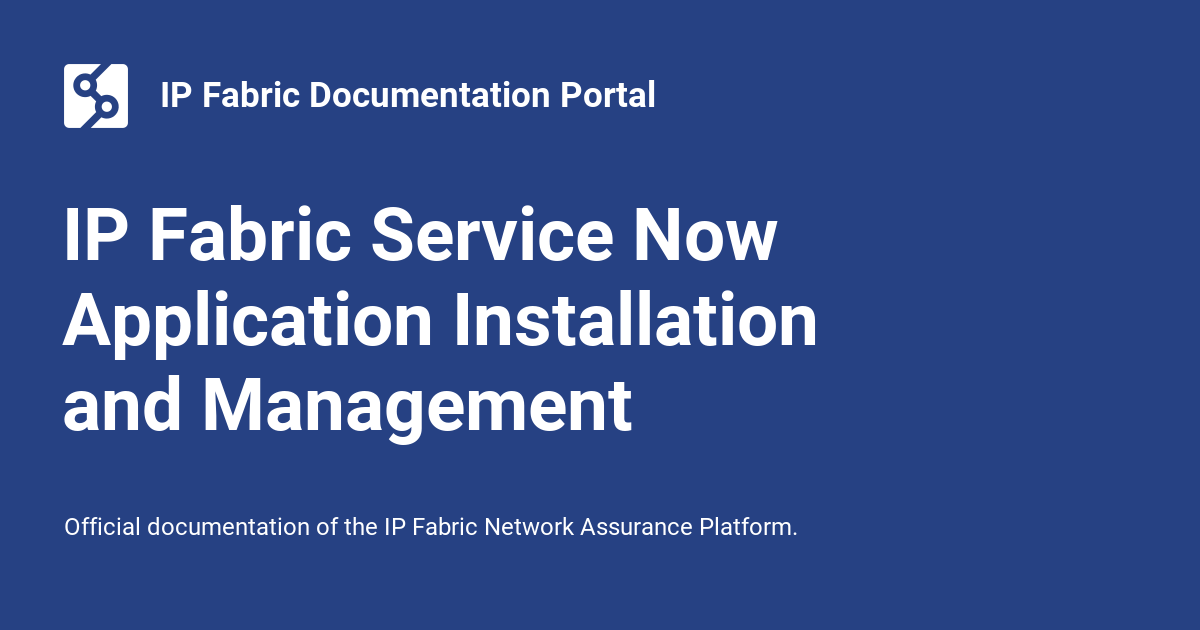 IP Fabric Documentation Portal
IP Fabric Service Now
Application Installation
and Management
Official documentation of the IP Fabric Network Assurance Platform.